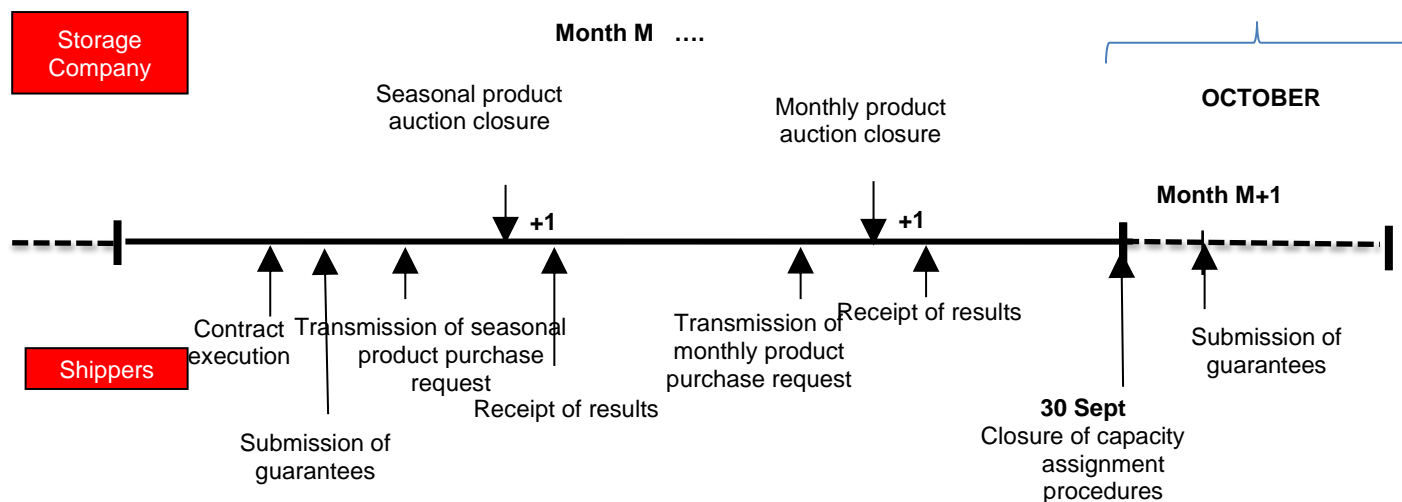 Storage
Company
Month M ....
Seasonal product
auction closure
Monthly product
auction closure
OCTOBER
+1
+1
Month M+1
Contract
execution
Submission of
guarantees
Transmission of seasonal
product purchase
request
Receipt of results
Transmission of
monthly product
purchase request
Receipt of results
Submission of
guarantees
Shippers
30 Sept
Closure of capacity
assignment
procedures